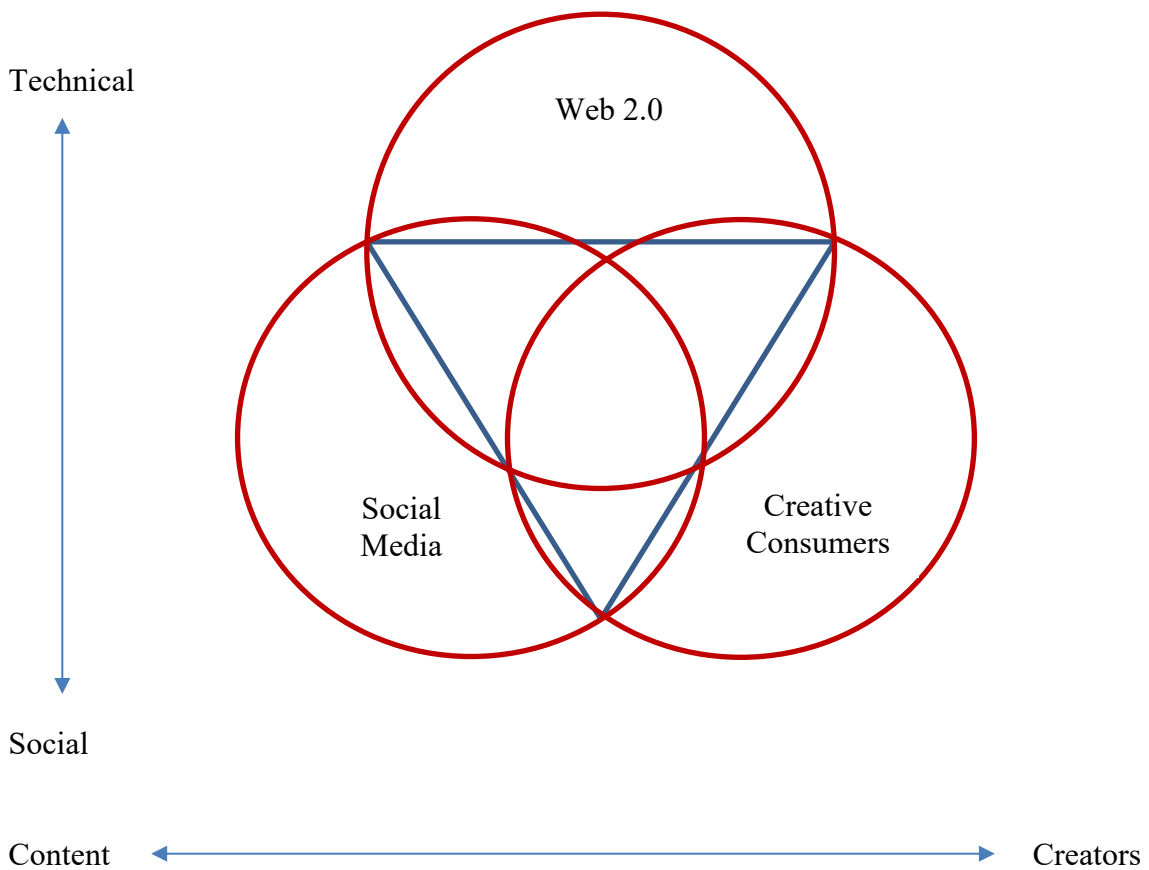 Technical
Web 2.0
Social
Media
Creative
Consumers
Social
Content
Creators